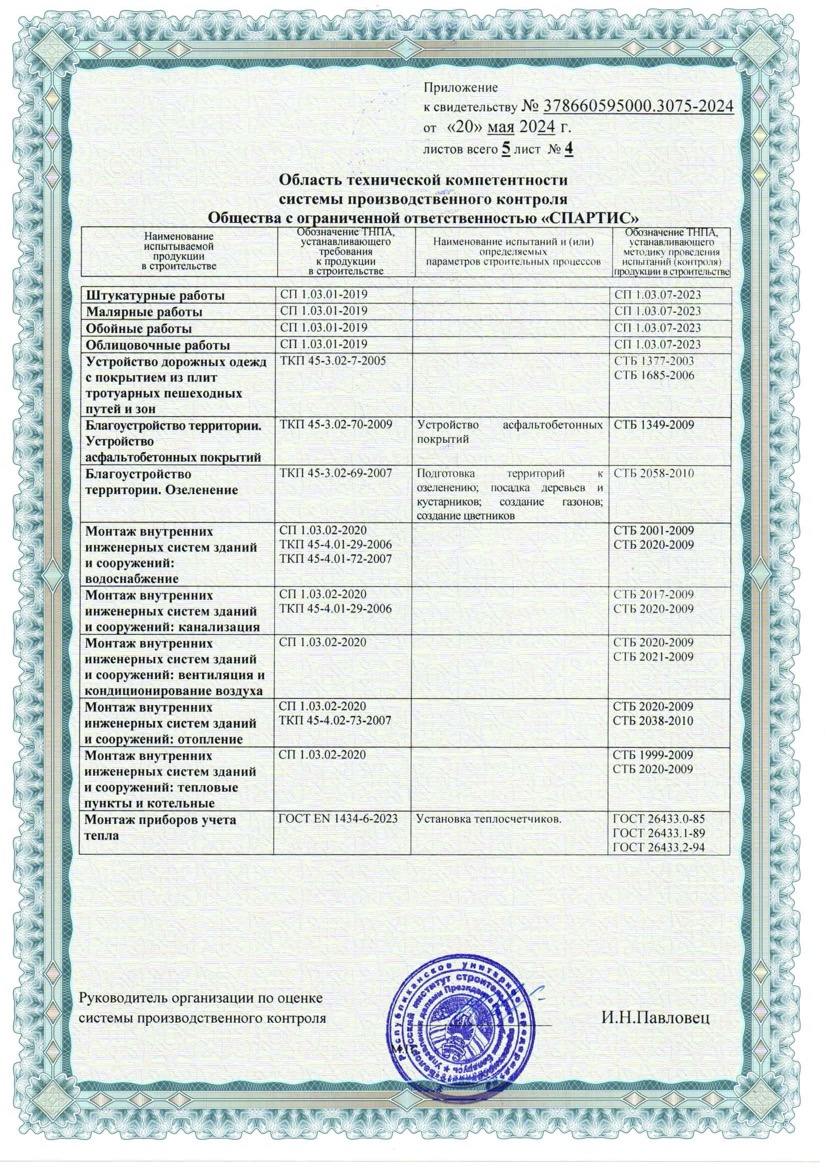 Приложение
к свидетельству № 378660595000.3075-2024
от «20» мая 2024 г.
листов всего 5 лист № 4
Область технической компетентности
системы производственного контроля
Общества с ограниченной ответственностью «СПАРТИС»
Наименование
испытываемой
продукции
в строительстве
Обозначение ТНПА,
устанавливающего
требования
к продукции
в строительстве
Наименование испытаний и (или)
определяемых
параметров строительных процессов
Обозначение ТНПА,
устанавливающего
методику проведения
испытаний (контроля)
продукции в строительстве
Штукатурные работы СП 1.03.01-2019 СП 1.03.07-2023
Малярные работы СП 1.03.01-2019 СП 1.03.07-2023
Обойные работы СП 1.03.01-2019 СП 1.03.07-2023
Облицовочные работы СП 1.03.01-2019 СП 1.03.07-2023
Устройство дорожных одежд ТКП 45-3.02-7-2005 СТБ 1377-2003
с покрытием из плит СТБ 1685-2006
тротуарных пешеходных
путей и зон
Благоустройство территории. ТКП 45-3.02-70-2009 Устройство асфальтобетонных СТБ 1349-2009
Устройство покрытий
асфальтобетонных покрытий
Благоустройство ТКП 45-3.02-69-2007 Подготовка территорий к СТБ 2058-2010
территории. Озеленение озеленению; посадка деревьев и
кустарников; создание газонов;
создание цветников
Монтаж внутренних СП 1.03.02-2020 СТБ 2001-2009
инженерных систем зданий ТКП 45-4.01-29-2006 СТБ 2020-2009
и сооружений: ТКП 45-4.01-72-2007
водоснабжение
Монтаж внутренних СП 1.03.02-2020 СТБ 2017-2009
инженерных систем зданий ТКП 45-4.01-29-2006 СТБ 2020-2009
и сооружений: канализация
Монтаж внутренних СП 1.03.02-2020 СТБ 2020-2009
инженерных систем зданий СТБ 2021-2009
и сооружений: вентиляция и
кондиционирование воздуха
Монтаж внутренних СП 1.03.02-2020 СТБ 2020-2009
инженерных систем зданий ТКП 45-4.02-73-2007 СТБ 2038-2010
и сооружений: отопление
Монтаж внутренних СП 1.03.02-2020 СТБ 1999-2009
инженерных систем зданий СТБ 2020-2009
и сооружений: тепловые
пункты и котельные
Монтаж приборов учета ГОСТ EN 1434-6-2023 Установка теплосчетчиков. ГОСТ 26433.0-85
тепла ГОСТ 26433.1-89
ГОСТ 26433.2-94
Руководитель организации по оценке
системы производственного контроля И.Н.Павловец
Республиканское унитарное
институт